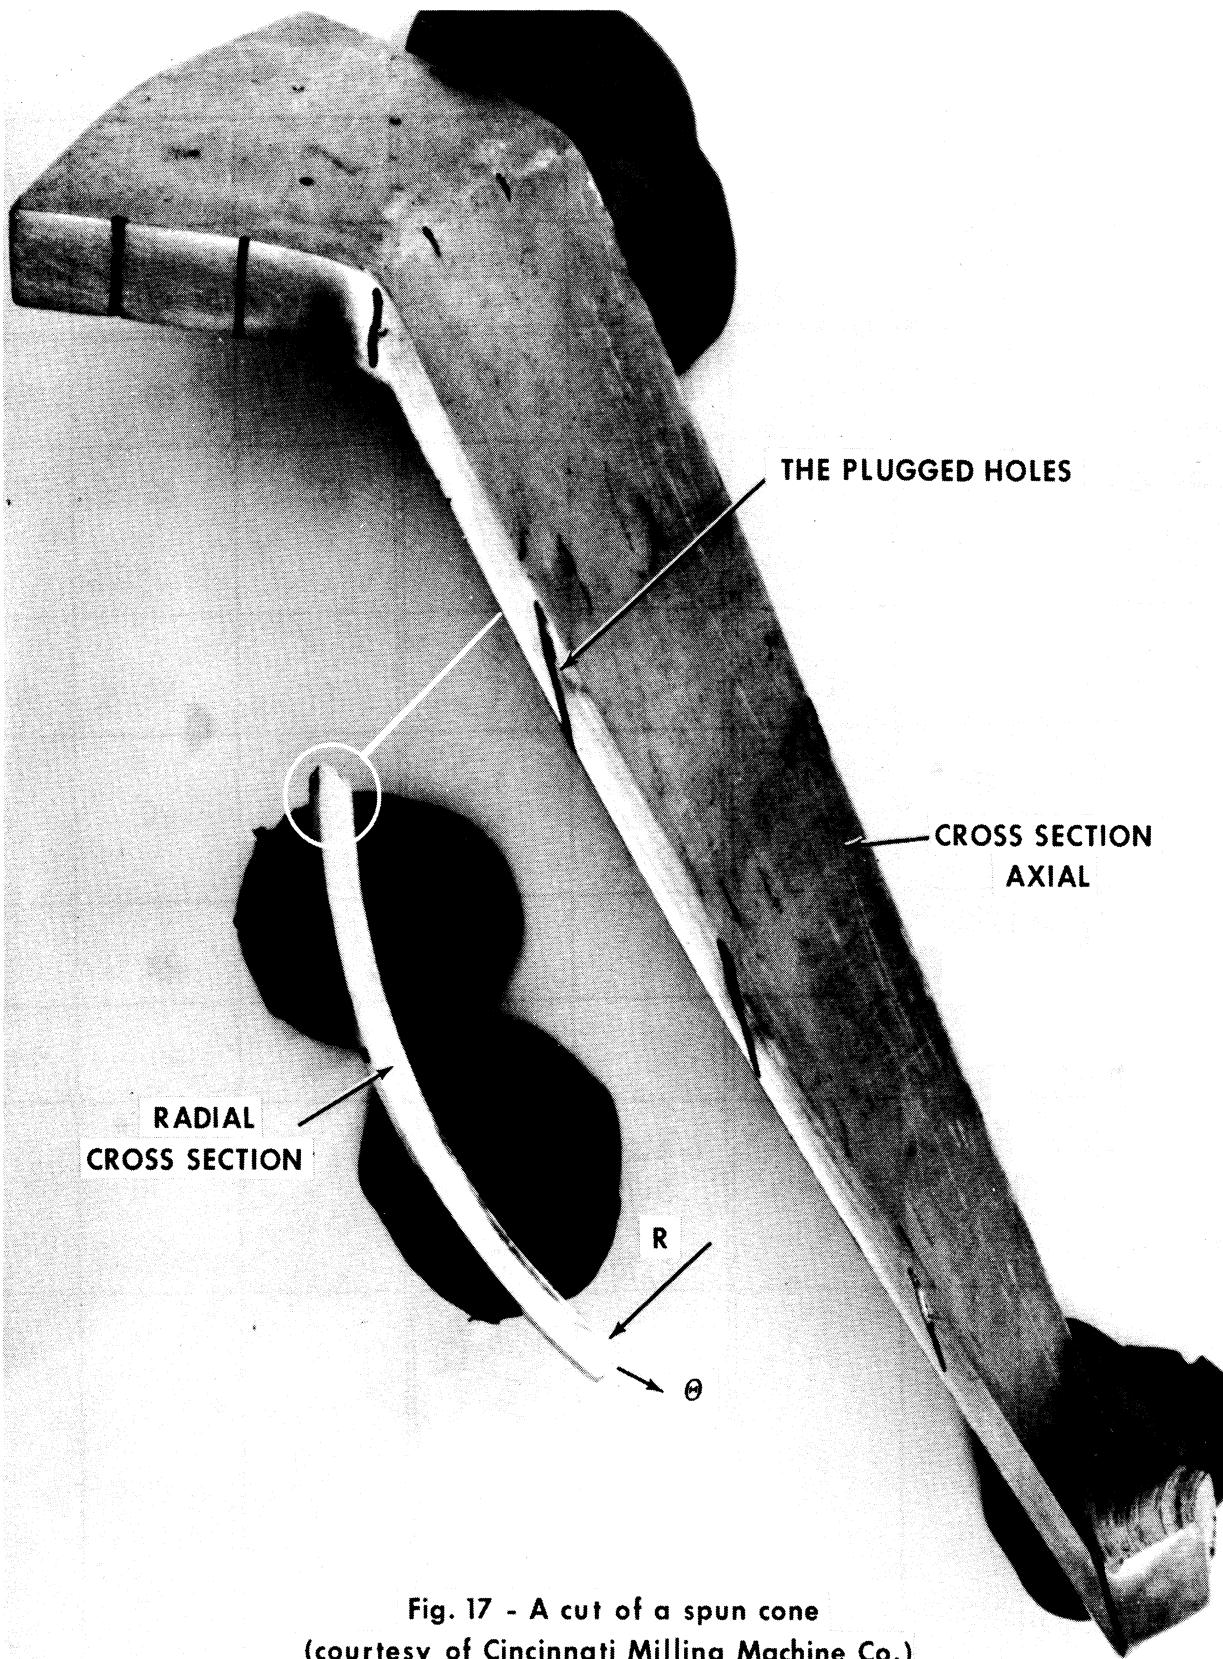 THE PLUGGED HOLES
CROSS SECTION
AXIAL
RADIAL
CROSS SECTION
R
Θ
Fig. 17 - A cut of a spun cone
(courtesy of Cincinnati Milling Machine Co.)